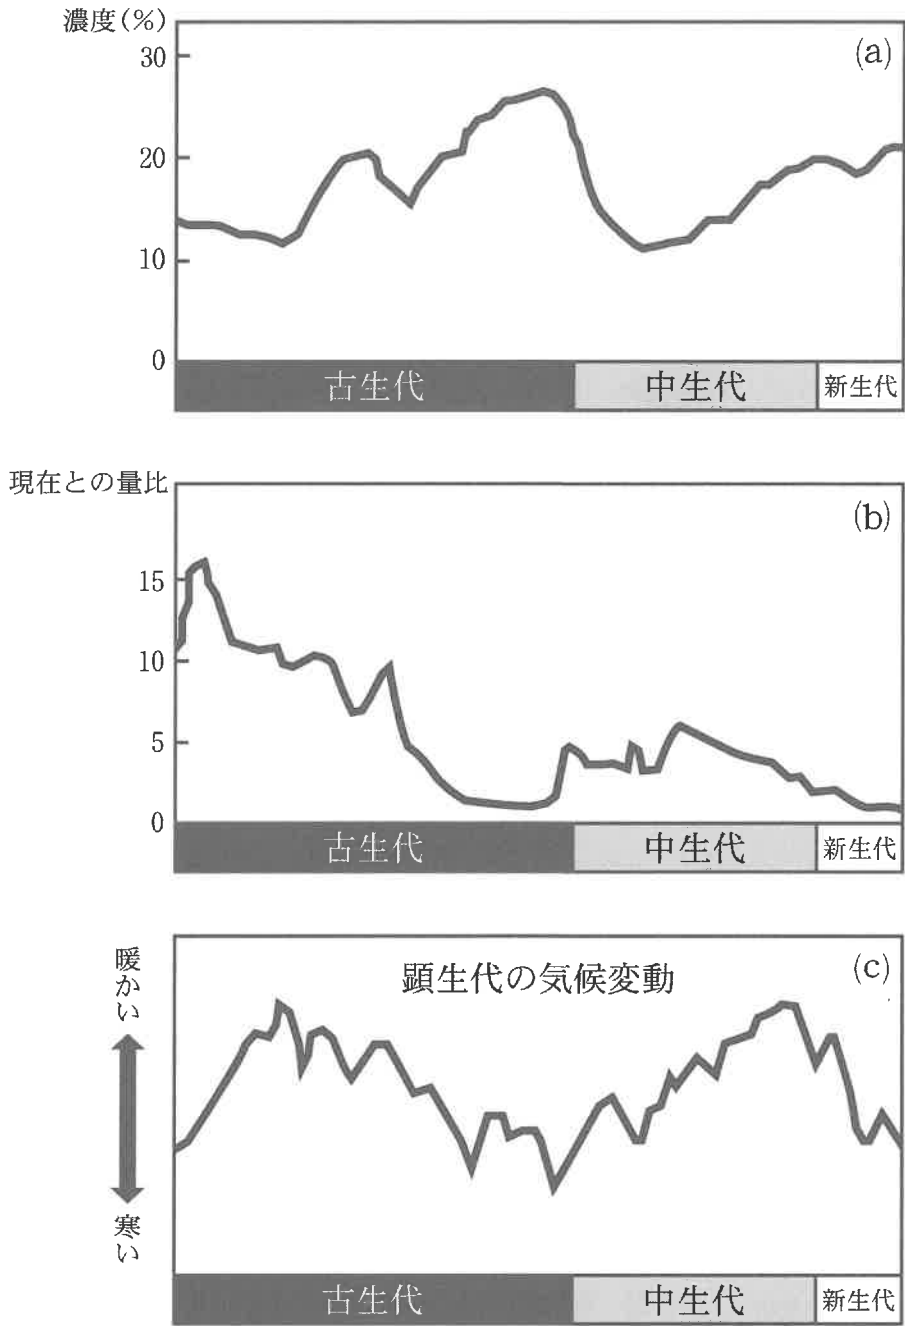 濃度(%)
(a)
30
20
10
0
古生代
中生代
新生代
現在との量比
(b)
15
10
5
0
古生代
中生代
新生代
顕生代の気候変動
(c)
暖かい
寒い
古生代
中生代
新生代